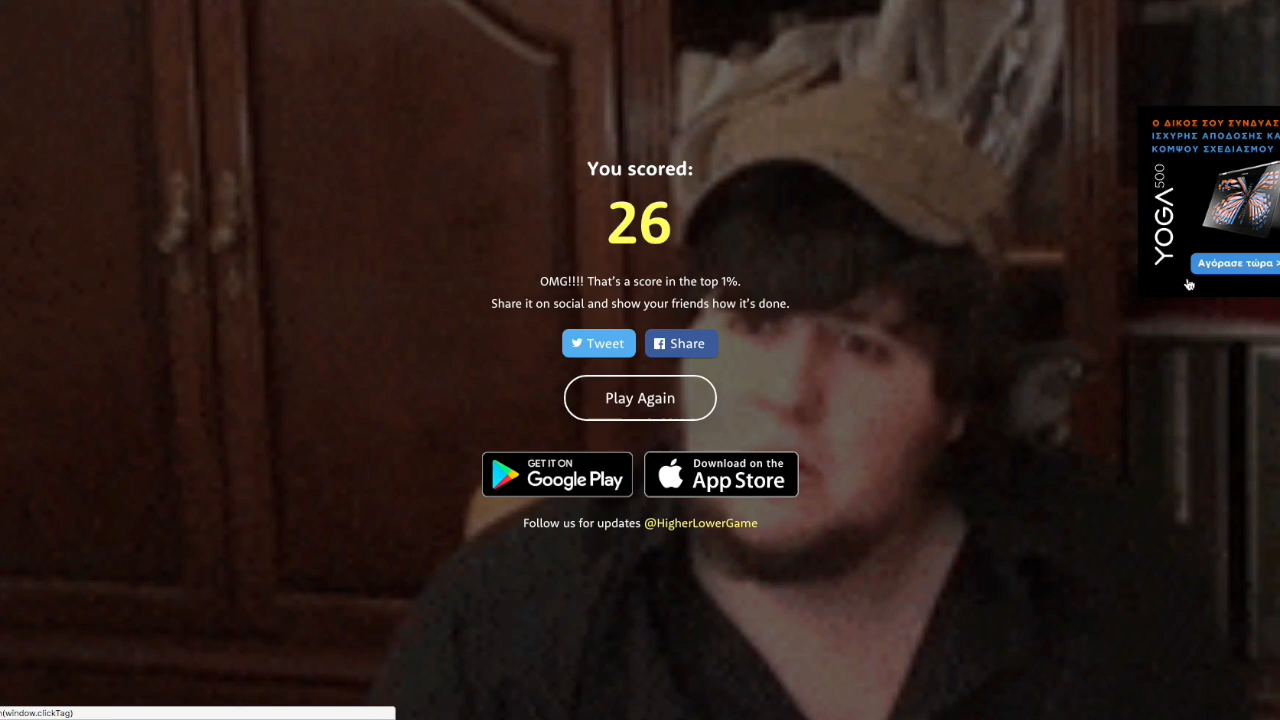 You scored:
26
OMG!!!! That's a score in the top 1%.
Share it on social and show your friends how it's done.
Tweet
Share
Play Again
GET IT ON
Google Play
Download on the
App Store
Follow us for updates @HigherLowerGame
Ο ΔΙΚΟΣ ΣΟΥ ΣΥΝΔΥΑΣ
ΙΣΧΥΡΗΣ ΑΠΟΔΟΣΗΣ ΚΑ
ΚΟΜΨΟΥ ΣΧΕΔΙΑΣΜΟΥ
YOGA 500
Αγόρασε τώρα >
(window.clickTag)